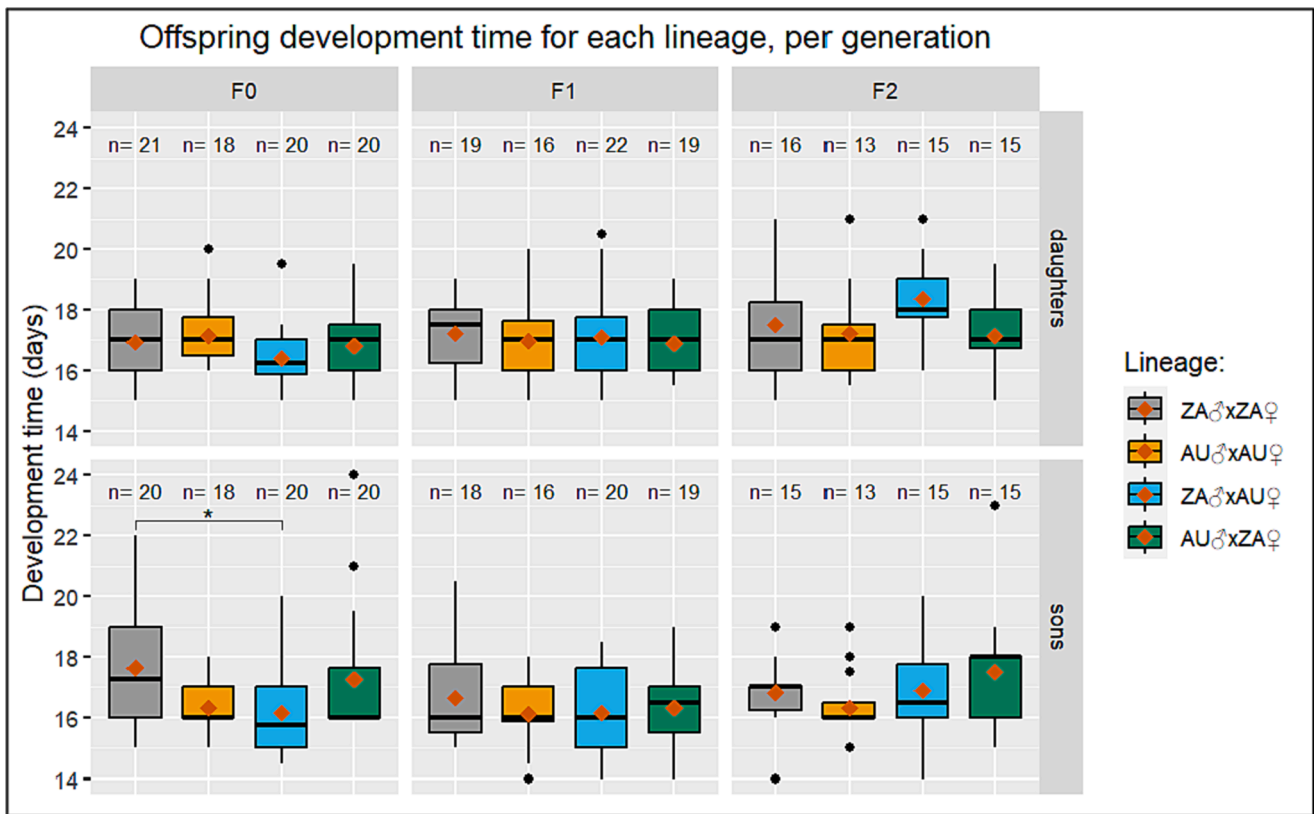 Offspring development time for each lineage, per generation
F0 F1 F2
24 n= 21 n= 18 n= 20 n= 20 n= 19 n= 16 n= 22 n= 19 n= 16 n= 13 n= 15 n= 15
22
20
18
16
14
daughters
24 n= 20 n= 18 n= 20 n= 20 n= 18 n= 16 n= 20 n= 19 n= 15 n= 13 n= 15 n= 15
*
22
20
18
16
14
sons
Development time (days)
Lineage:
ZA♂xZA♀
AU♂xAU♀
ZA♂xAU♀
AU♂xZA♀